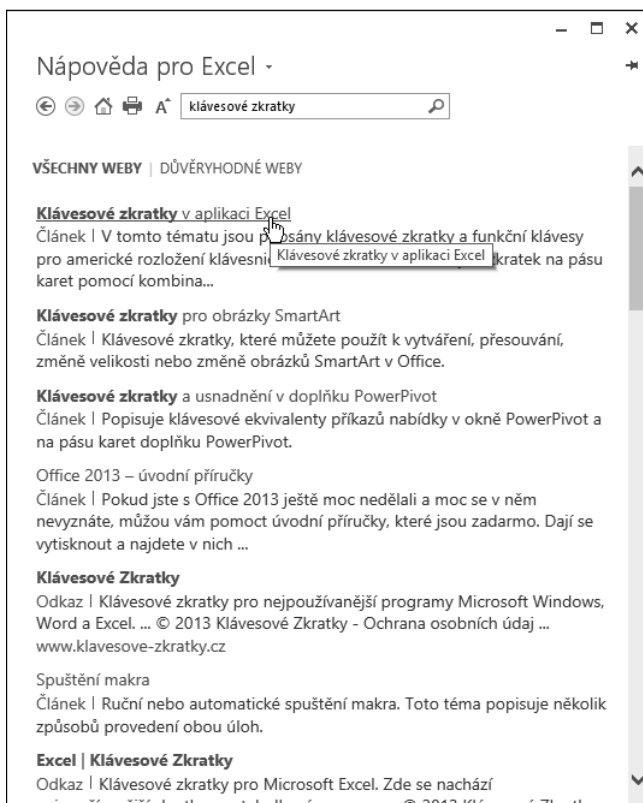 Nápověda pro Excel
klávesové zkratky
VŠECHNY WEBY | DŮVĚRYHODNÉ WEBY
Klávesové zkratky v aplikaci Excel
Článek | V tomto tématu jsou popsány klávesové zkratky a funkční klávesy
pro americké rozložení klávesnic
Klávesové zkratky v aplikaci Excel
zkratek na pásu
karet pomocí kombina...
Klávesové zkratky pro obrázky SmartArt
Článek | Klávesové zkratky, které můžete použít k vytváření, přesouvání,
změně velikosti nebo změně obrázků SmartArt v Office.
Klávesové zkratky a usnadnění v doplňku PowerPivot
Článek | Popisuje klávesové ekvivalenty příkazů nabídky v okně PowerPivot a
na pásu karet doplňku PowerPivot.
Office 2013 – úvodní příručky
Článek | Pokud jste s Office 2013 ještě moc nedělali a moc se v něm
nevyznáte, můžou vám pomoct úvodní příručky, které jsou zadarmo. Dají se
vytisknout a najdete v nich ...
Klávesové Zkratky
Odkaz | Klávesové zkratky pro nejpoužívanější programy Microsoft Windows,
Word a Excel. ... © 2013 Klávesové Zkratky - Ochrana osobních údaj ...
www.klavesove-zkratky.cz
Spuštění makra
Článek | Ruční nebo automatické spuštění makra. Toto téma popisuje několik
způsobů provedení obou úloh.
Excel | Klávesové Zkratky
Odkaz | Klávesové zkratky pro Microsoft Excel. Zde se nachází